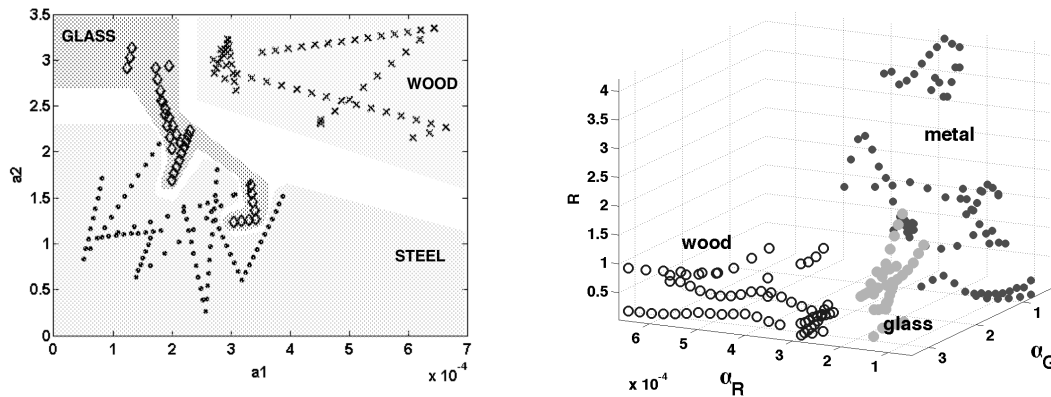 3.5
3
2.5
2
1.5
1
0.5
0
a2
GLASS
WOOD
STEEL
0 1 2 3 4 5 6 7
a1
x 10⁻⁴
4
3.5
3
2.5
2
1.5
1
0.5
R
metal
wood
glass
6 5 4 3 2 1
x 10⁻⁴
α_R
3 2 1
α_G